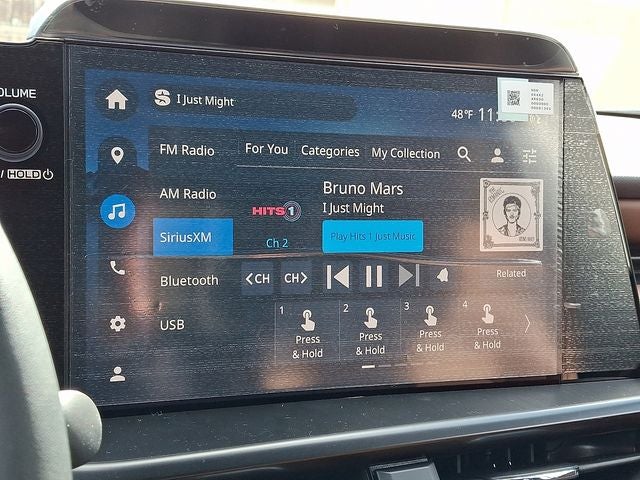 VOLUME
/ HOLD
I Just Might
48°F
FM Radio
For You
Categories
My Collection
AM Radio
Bruno Mars
HITS 1
I Just Might
SiriusXM
Ch 2
Play Hits 1 Just Music
Bluetooth
<CH
CH>
Related
USB
1
Press
& Hold
2
Press
& Hold
3
Press
& Hold
4
Press
& Hold